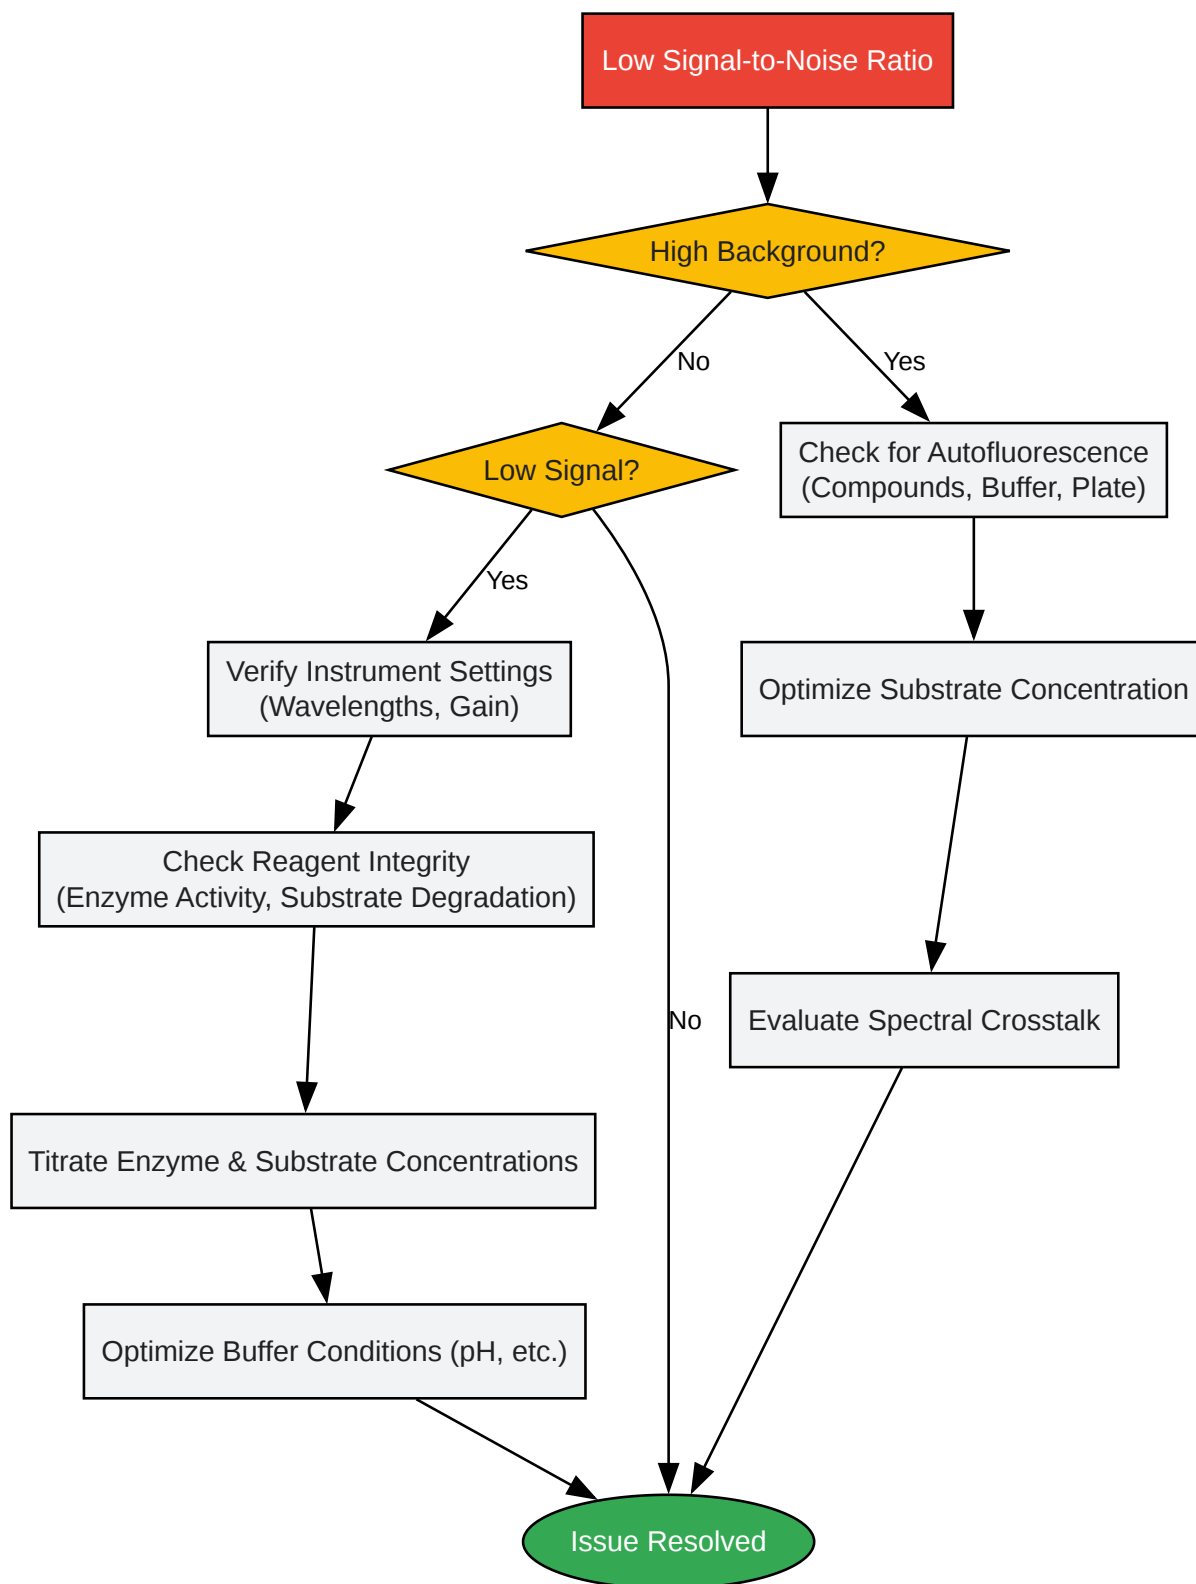 Low Signal-to-Noise Ratio
High Background?
No
Yes
Low Signal?
Check for Autofluorescence
(Compounds, Buffer, Plate)
Yes
Verify Instrument Settings
(Wavelengths, Gain)
Optimize Substrate Concentration
Check Reagent Integrity
(Enzyme Activity, Substrate Degradation)
No
Evaluate Spectral Crosstalk
Titrate Enzyme & Substrate Concentrations
Optimize Buffer Conditions (pH, etc.)
Issue Resolved